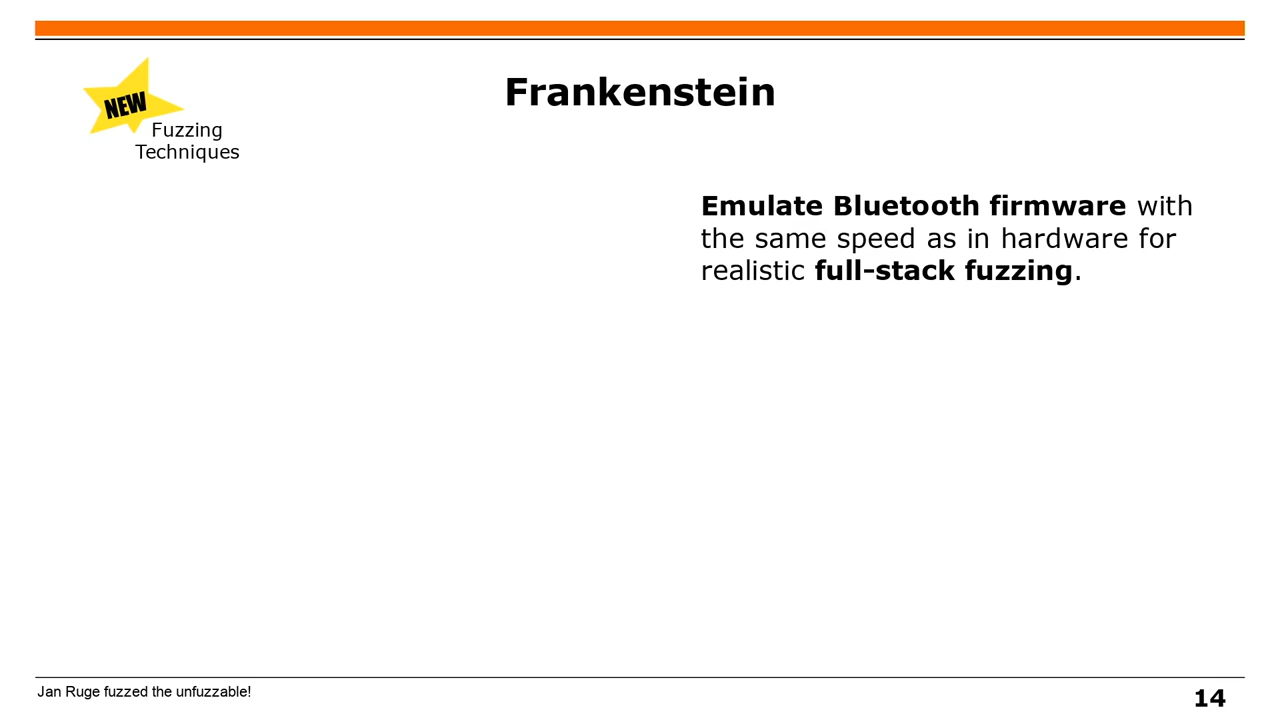 Frankenstein
NEW
Fuzzing
Techniques
Emulate Bluetooth firmware with
the same speed as in hardware for
realistic full-stack fuzzing.
Jan Ruge fuzzed the unfuzzable!
14